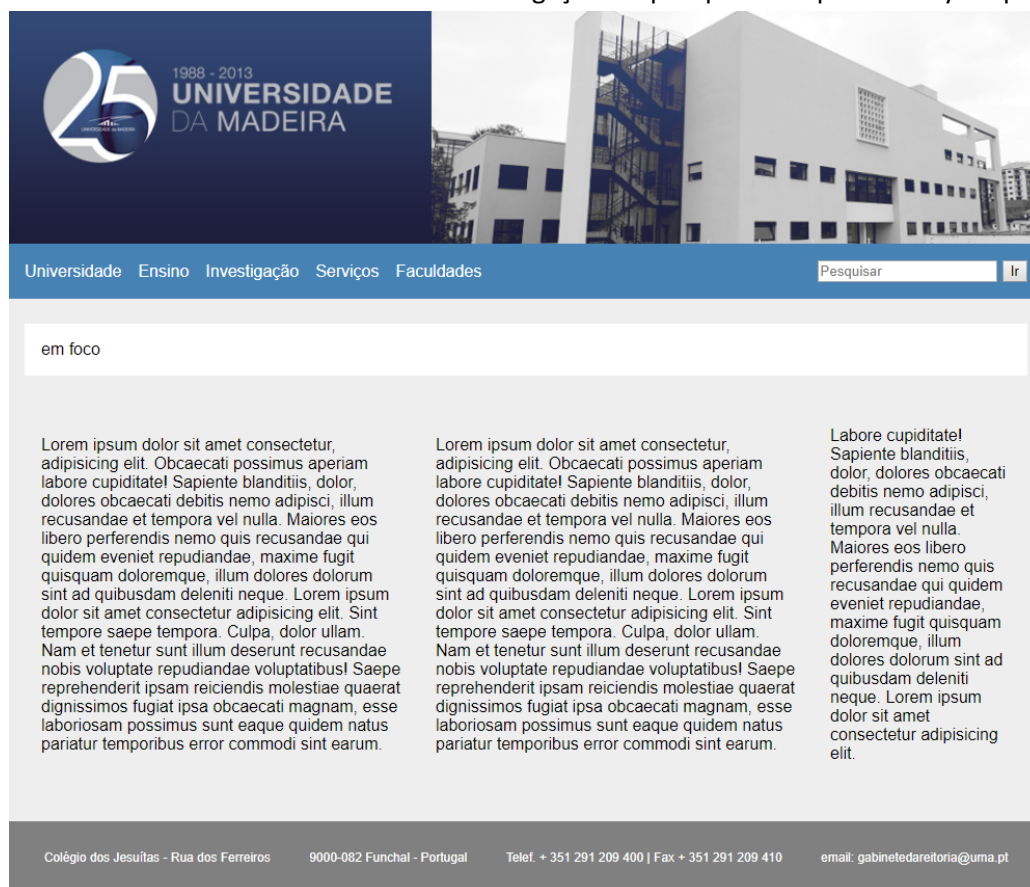 25
1988 - 2013
UNIVERSIDADE
DA MADEIRA
UNIVERSIDADE da MADEIRA
Universidade Ensino Investigação Serviços Faculdades
Pesquisar Ir
em foco
Lorem ipsum dolor sit amet consectetur,
adipisicing elit. Obcaecati possimus aperiam
labore cupiditate! Sapiente blanditiis, dolor,
dolores obcaecati debitis nemo adipisci, illum
recusandae et tempora vel nulla. Maiores eos
libero perferendis nemo quis recusandae qui
quidem eveniet repudiandae, maxime fugit
quisquam doloremque, illum dolores dolorum
sint ad quibusdam deleniti neque. Lorem ipsum
dolor sit amet consectetur adipisicing elit. Sint
tempore saepe tempora. Culpa, dolor ullam.
Nam et tenetur sunt illum deserunt recusandae
nobis voluptate repudiandae voluptatibus! Saepe
reprehenderit ipsam reiciendis molestiae quaerat
dignissimos fugiat ipsa obcaecati magnam, esse
laboriosam possimus sunt eaque quidem natus
pariatur temporibus error commodi sint earum.
Lorem ipsum dolor sit amet consectetur,
adipisicing elit. Obcaecati possimus aperiam
labore cupiditate! Sapiente blanditiis, dolor,
dolores obcaecati debitis nemo adipisci, illum
recusandae et tempora vel nulla. Maiores eos
libero perferendis nemo quis recusandae qui
quidem eveniet repudiandae, maxime fugit
quisquam doloremque, illum dolores dolorum
sint ad quibusdam deleniti neque. Lorem ipsum
dolor sit amet consectetur adipisicing elit. Sint
tempore saepe tempora. Culpa, dolor ullam.
Nam et tenetur sunt illum deserunt recusandae
nobis voluptate repudiandae voluptatibus! Saepe
reprehenderit ipsam reiciendis molestiae quaerat
dignissimos fugiat ipsa obcaecati magnam, esse
laboriosam possimus sunt eaque quidem natus
pariatur temporibus error commodi sint earum.
Labore cupiditate!
Sapiente blanditiis,
dolor, dolores obcaecati
debitis nemo adipisci,
illum recusandae et
tempora vel nulla.
Maiores eos libero
perferendis nemo quis
recusandae qui quidem
eveniet repudiandae,
maxime fugit quisquam
doloremque, illum
dolores dolorum sint ad
quibusdam deleniti
neque. Lorem ipsum
dolor sit amet
consectetur adipisicing
elit.
Colégio dos Jesuítas - Rua dos Ferreiros 9000-082 Funchal - Portugal Telef. + 351 291 209 400 | Fax + 351 291 209 410 email: gabinetedareitoria@uma.pt